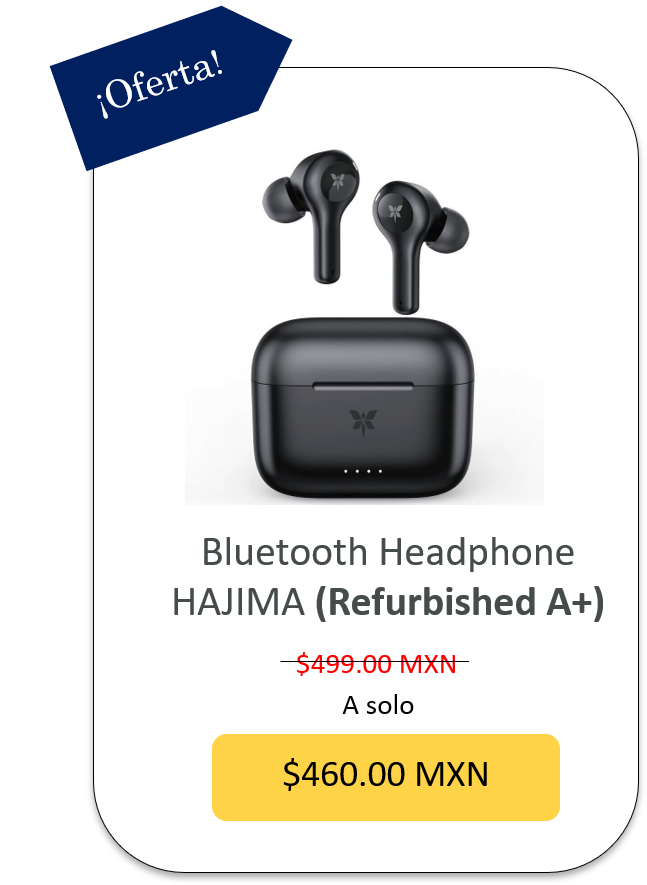 ¡Oferta!
Bluetooth Headphone
HAJIMA (Refurbished A+)
$499.00 MXN
A solo
$460.00 MXN